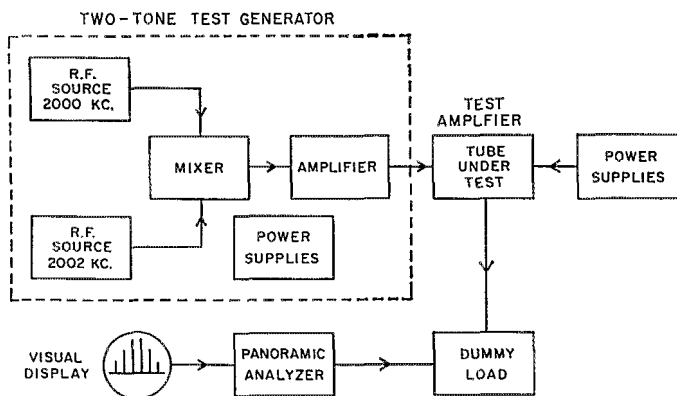 TWO-TONE TEST GENERATOR
R.F.
SOURCE
2000 KC.
MIXER
AMPLIFIER
TEST
AMPLFIER
TUBE
UNDER
TEST
POWER
SUPPLIES
R.F.
SOURCE
2002 KC.
POWER
SUPPLIES
VISUAL
DISPLAY
PANORAMIC
ANALYZER
DUMMY
LOAD